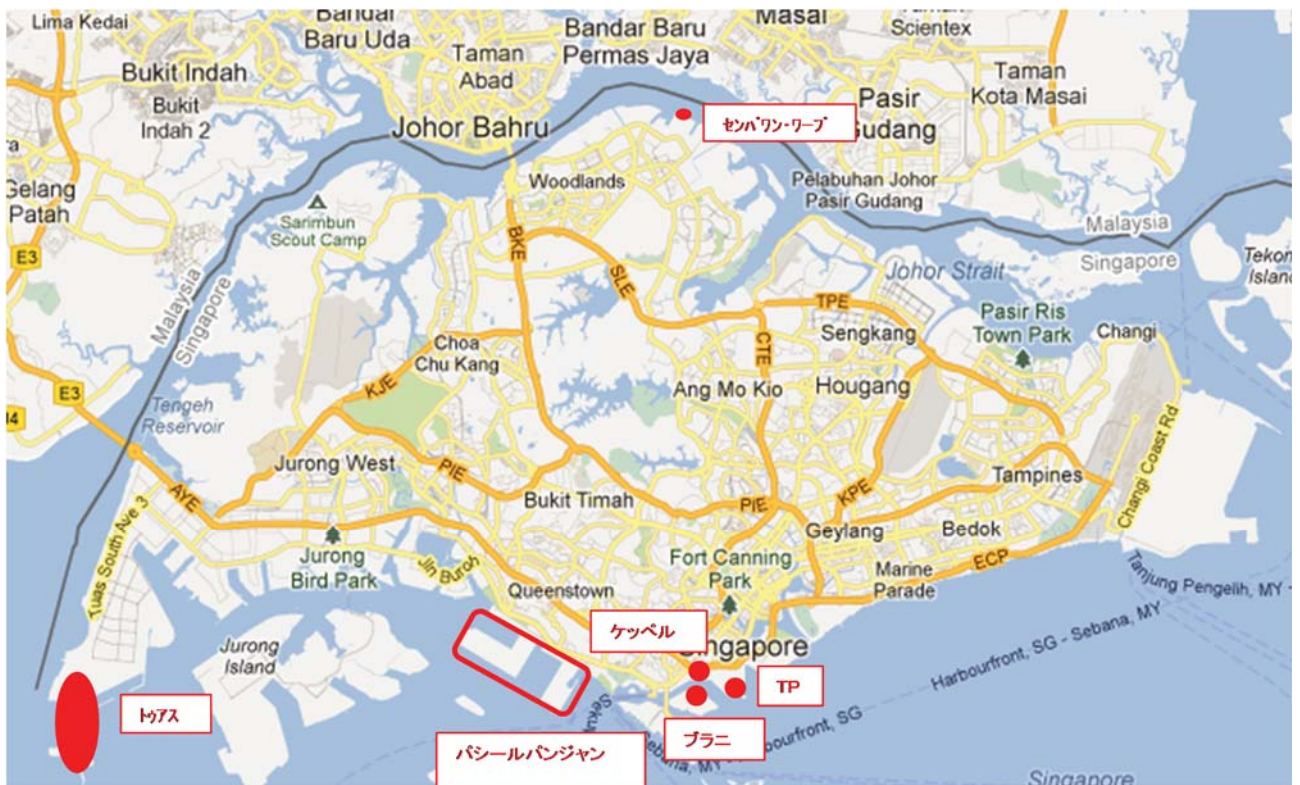 Lima Kedai
Bandar
Baru Uda
Bukit Indah
Bukit
Indah 2
Taman
Abad
Bandar Baru
Permas Jaya
Masai
Scientex
Taman
Kota Masai
Johor Bahru
センバワン・ワーブ
Pasir
Gudang
Gelang
Patah
Woodlands
Pelabuhan Johor
Pasir Gudang
Sarimbun
Scout Camp
E3
BKE
Malaysia
Singapore
Malaysia
Singapore
SLE
Johor Strait
Tekong
Island
TPE
Sengkang
Pasir Ris
Town Park
Changi
Choa
Chu Kang
CTE
KJE
Ang Mo Kio
Hougang
E3
Tengeh
Reservoir
Jurong West
PIE
Bukit Timah
PIE
KPE
Tampines
Changi Coast Rd
AYE
Geylang
Bedok
Tuas South Ave 3
Jurong
Bird Park
Jln Buroh
Fort Canning
Park
ECP
Queenstown
Marine
Parade
Tanjung Pengelih, MY -
ケッペル
Singapore
Harbourfront, SG - Sebana, MY
Jurong
Island
TP
トゥアス
ブラニ
パシールパンジャン
Singapore